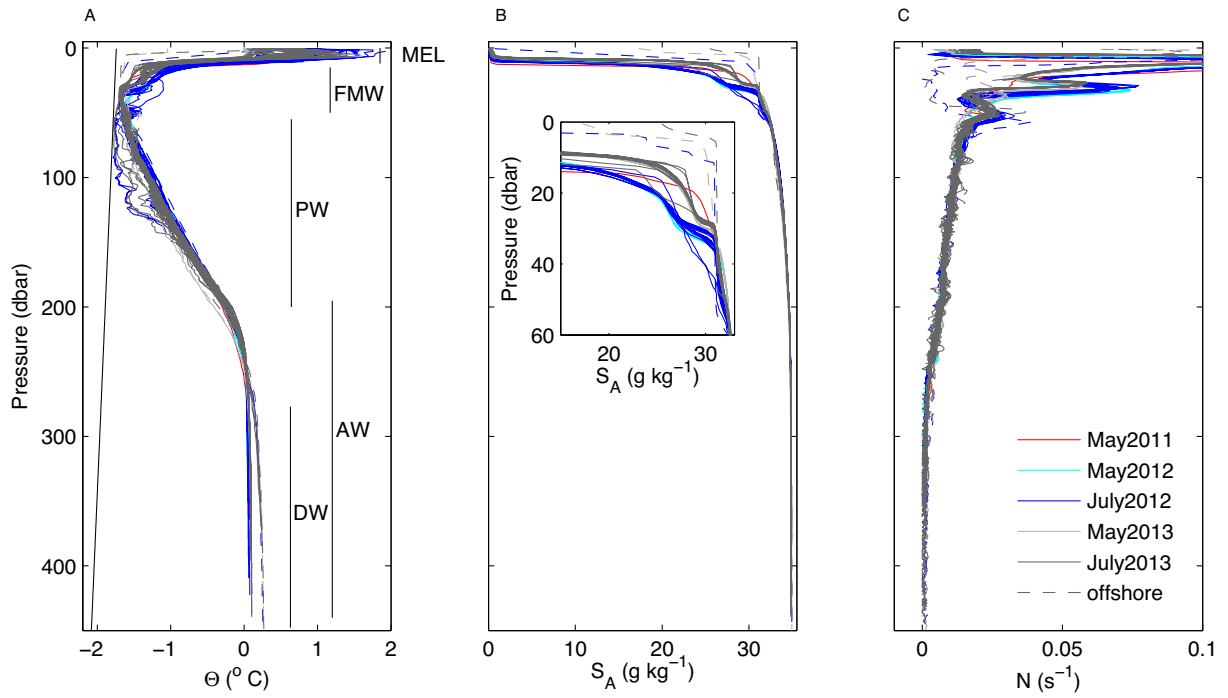 A
B
C
0
100
200
300
400
Pressure (dbar)
MEL
FMW
PW
AW
DW
−2 −1 0 1 2
Θ (° C)
0
20
40
60
Pressure (dbar)
20 30
S_A (g kg⁻¹)
0 10 20 30
S_A (g kg⁻¹)
May2011
May2012
July2012
May2013
July2013
offshore
0 0.05 0.1
N (s⁻¹)